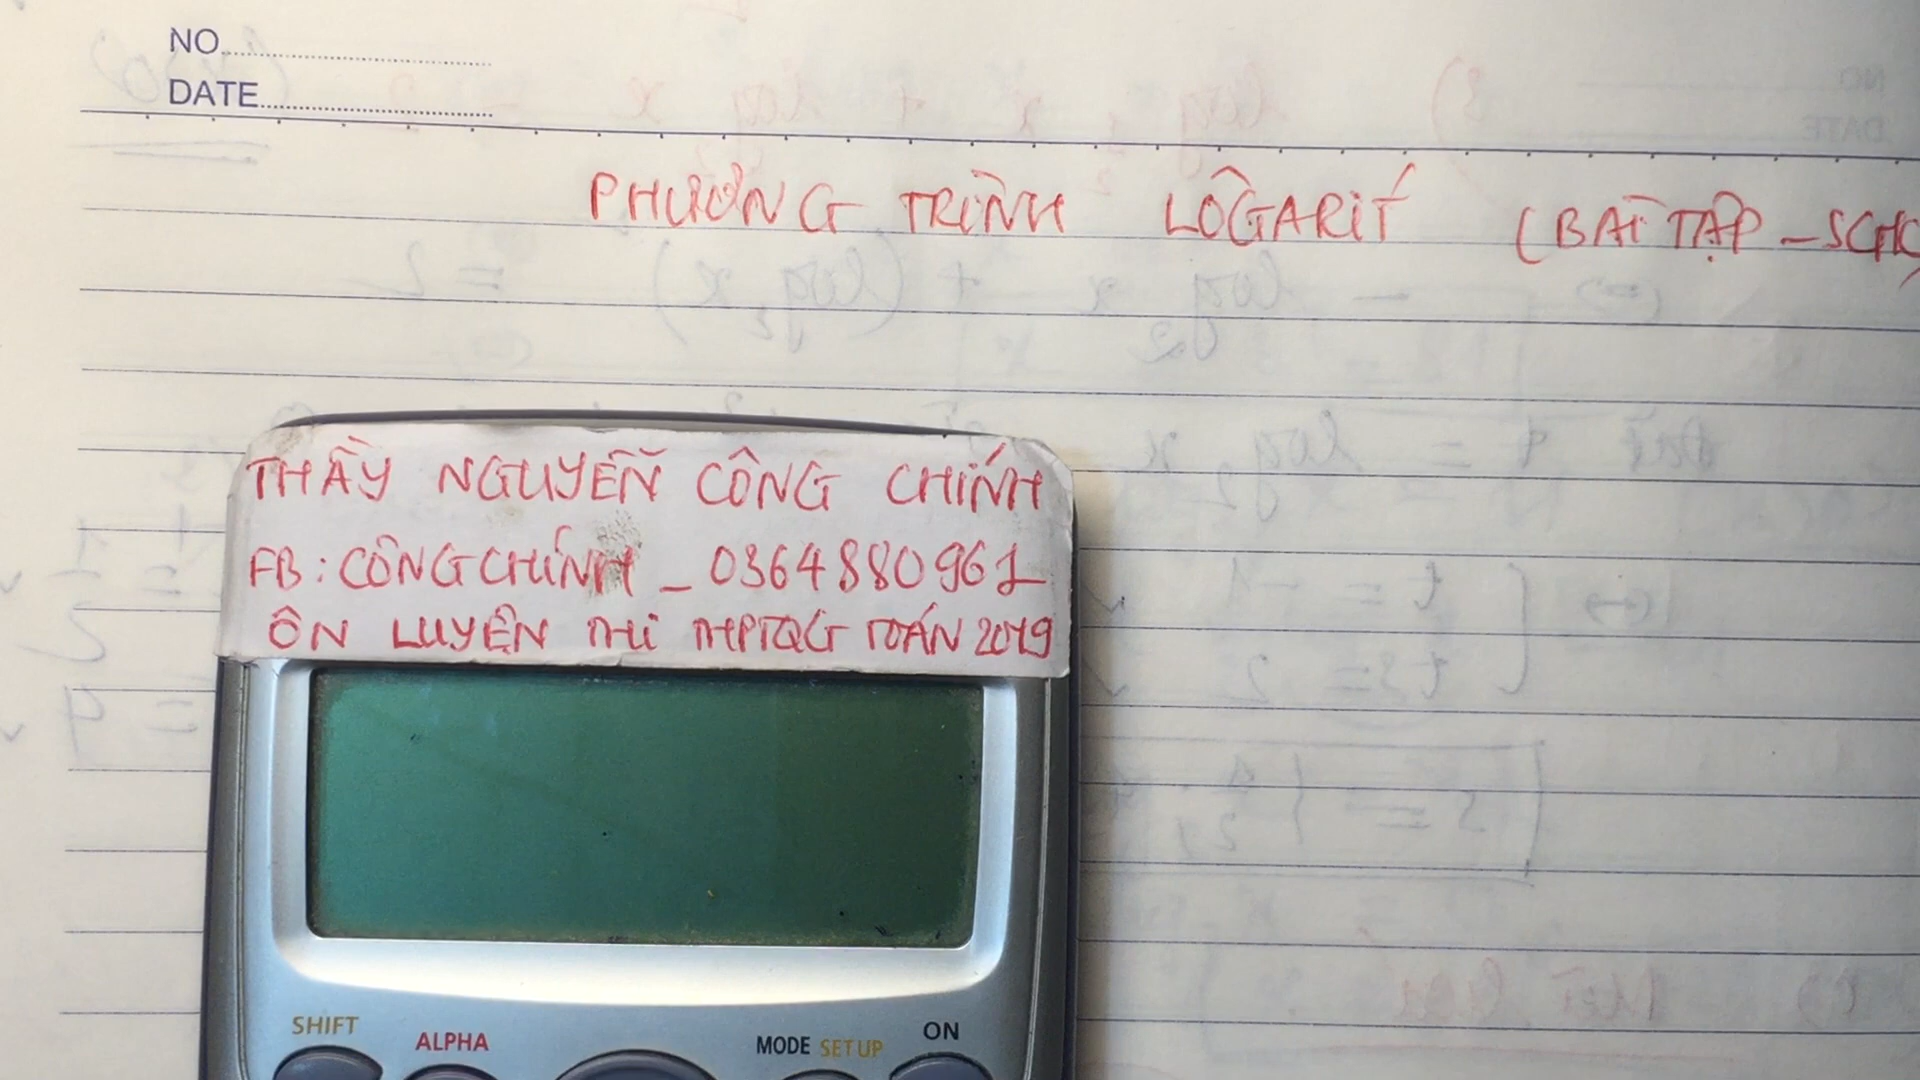 NO
DATE
PHƯƠNG TRÌNH LÔGARIT (BÀI TẬP _ SGK)
THẦY NGUYỄN CÔNG CHÍNH
FB: CÔNG CHÍNH _ 0364880961
ÔN LUYỆN THI THPTQG TOÁN 2019
SHIFT
ALPHA
MODE SETUP
ON